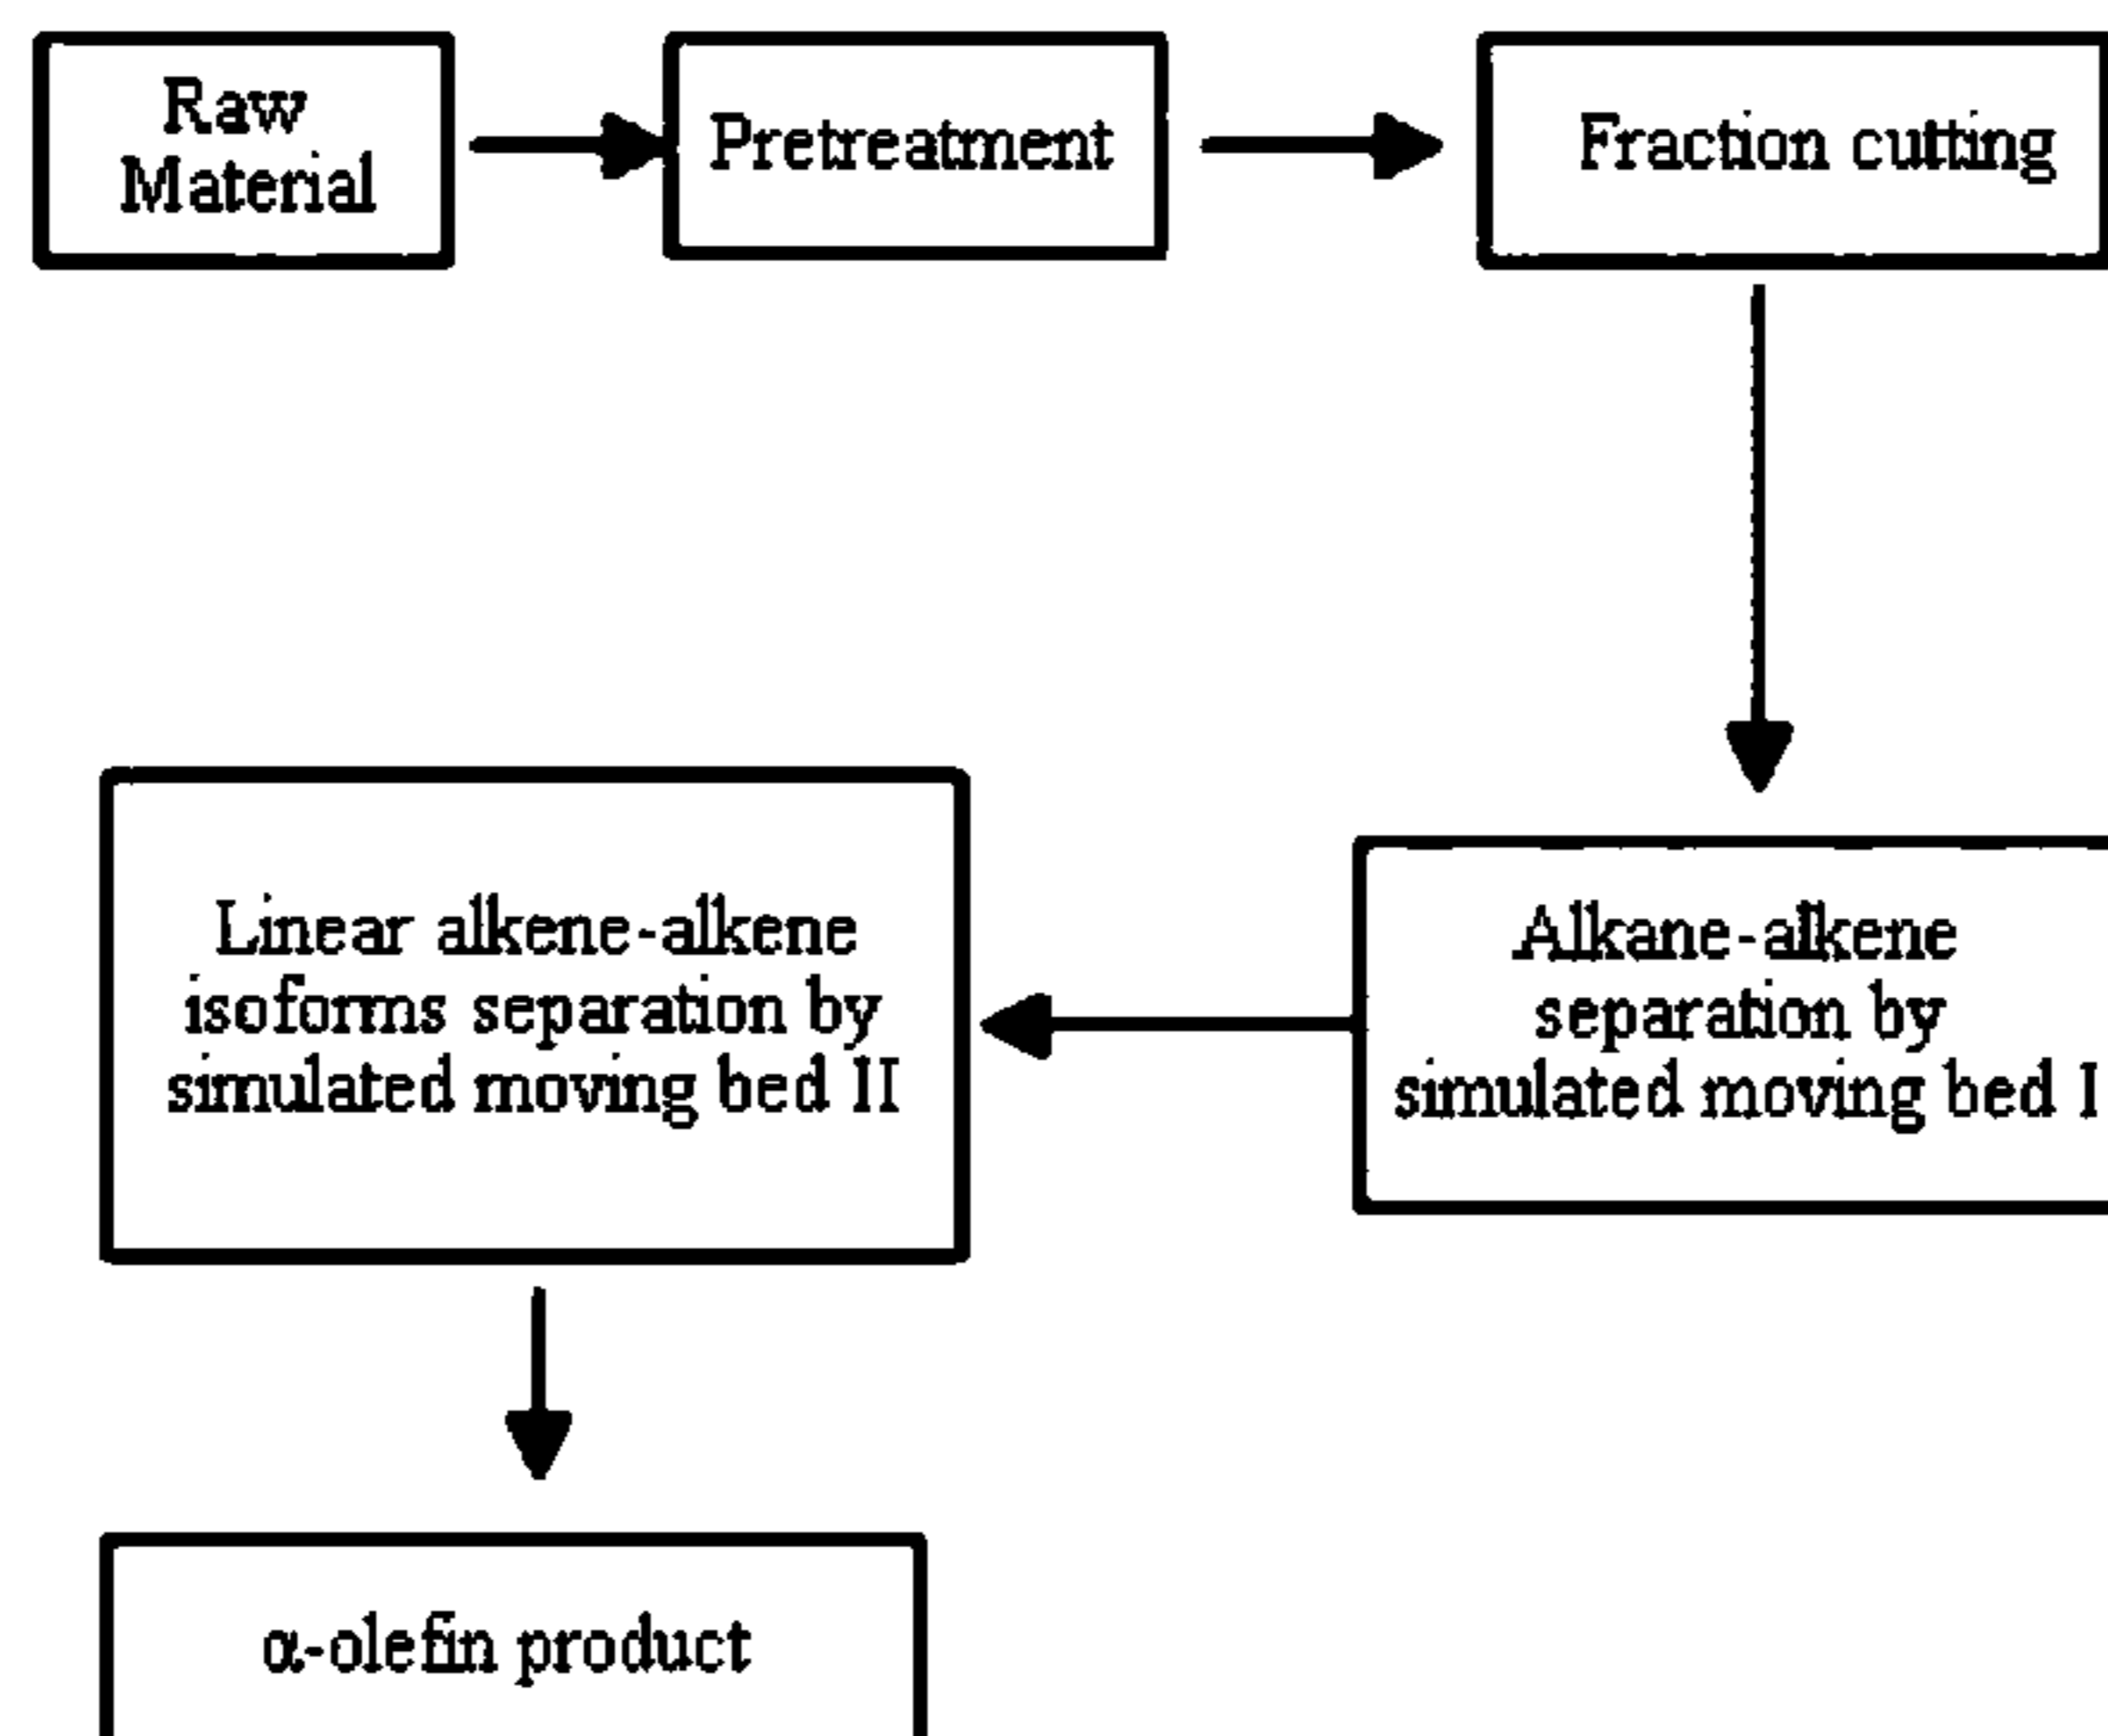 Raw
Material
Pretreatment
Fraction cutting
Alkane-alkene
separation by
simulated moving bed I
Linear alkene-alkene
isoforms separation by
simulated moving bed II
α-olefin product